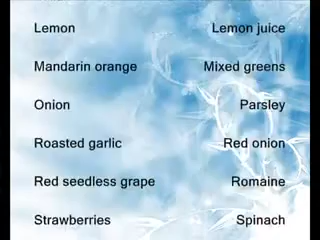 Lemon Lemon juice
Mandarin orange Mixed greens
Onion Parsley
Roasted garlic Red onion
Red seedless grape Romaine
Strawberries Spinach